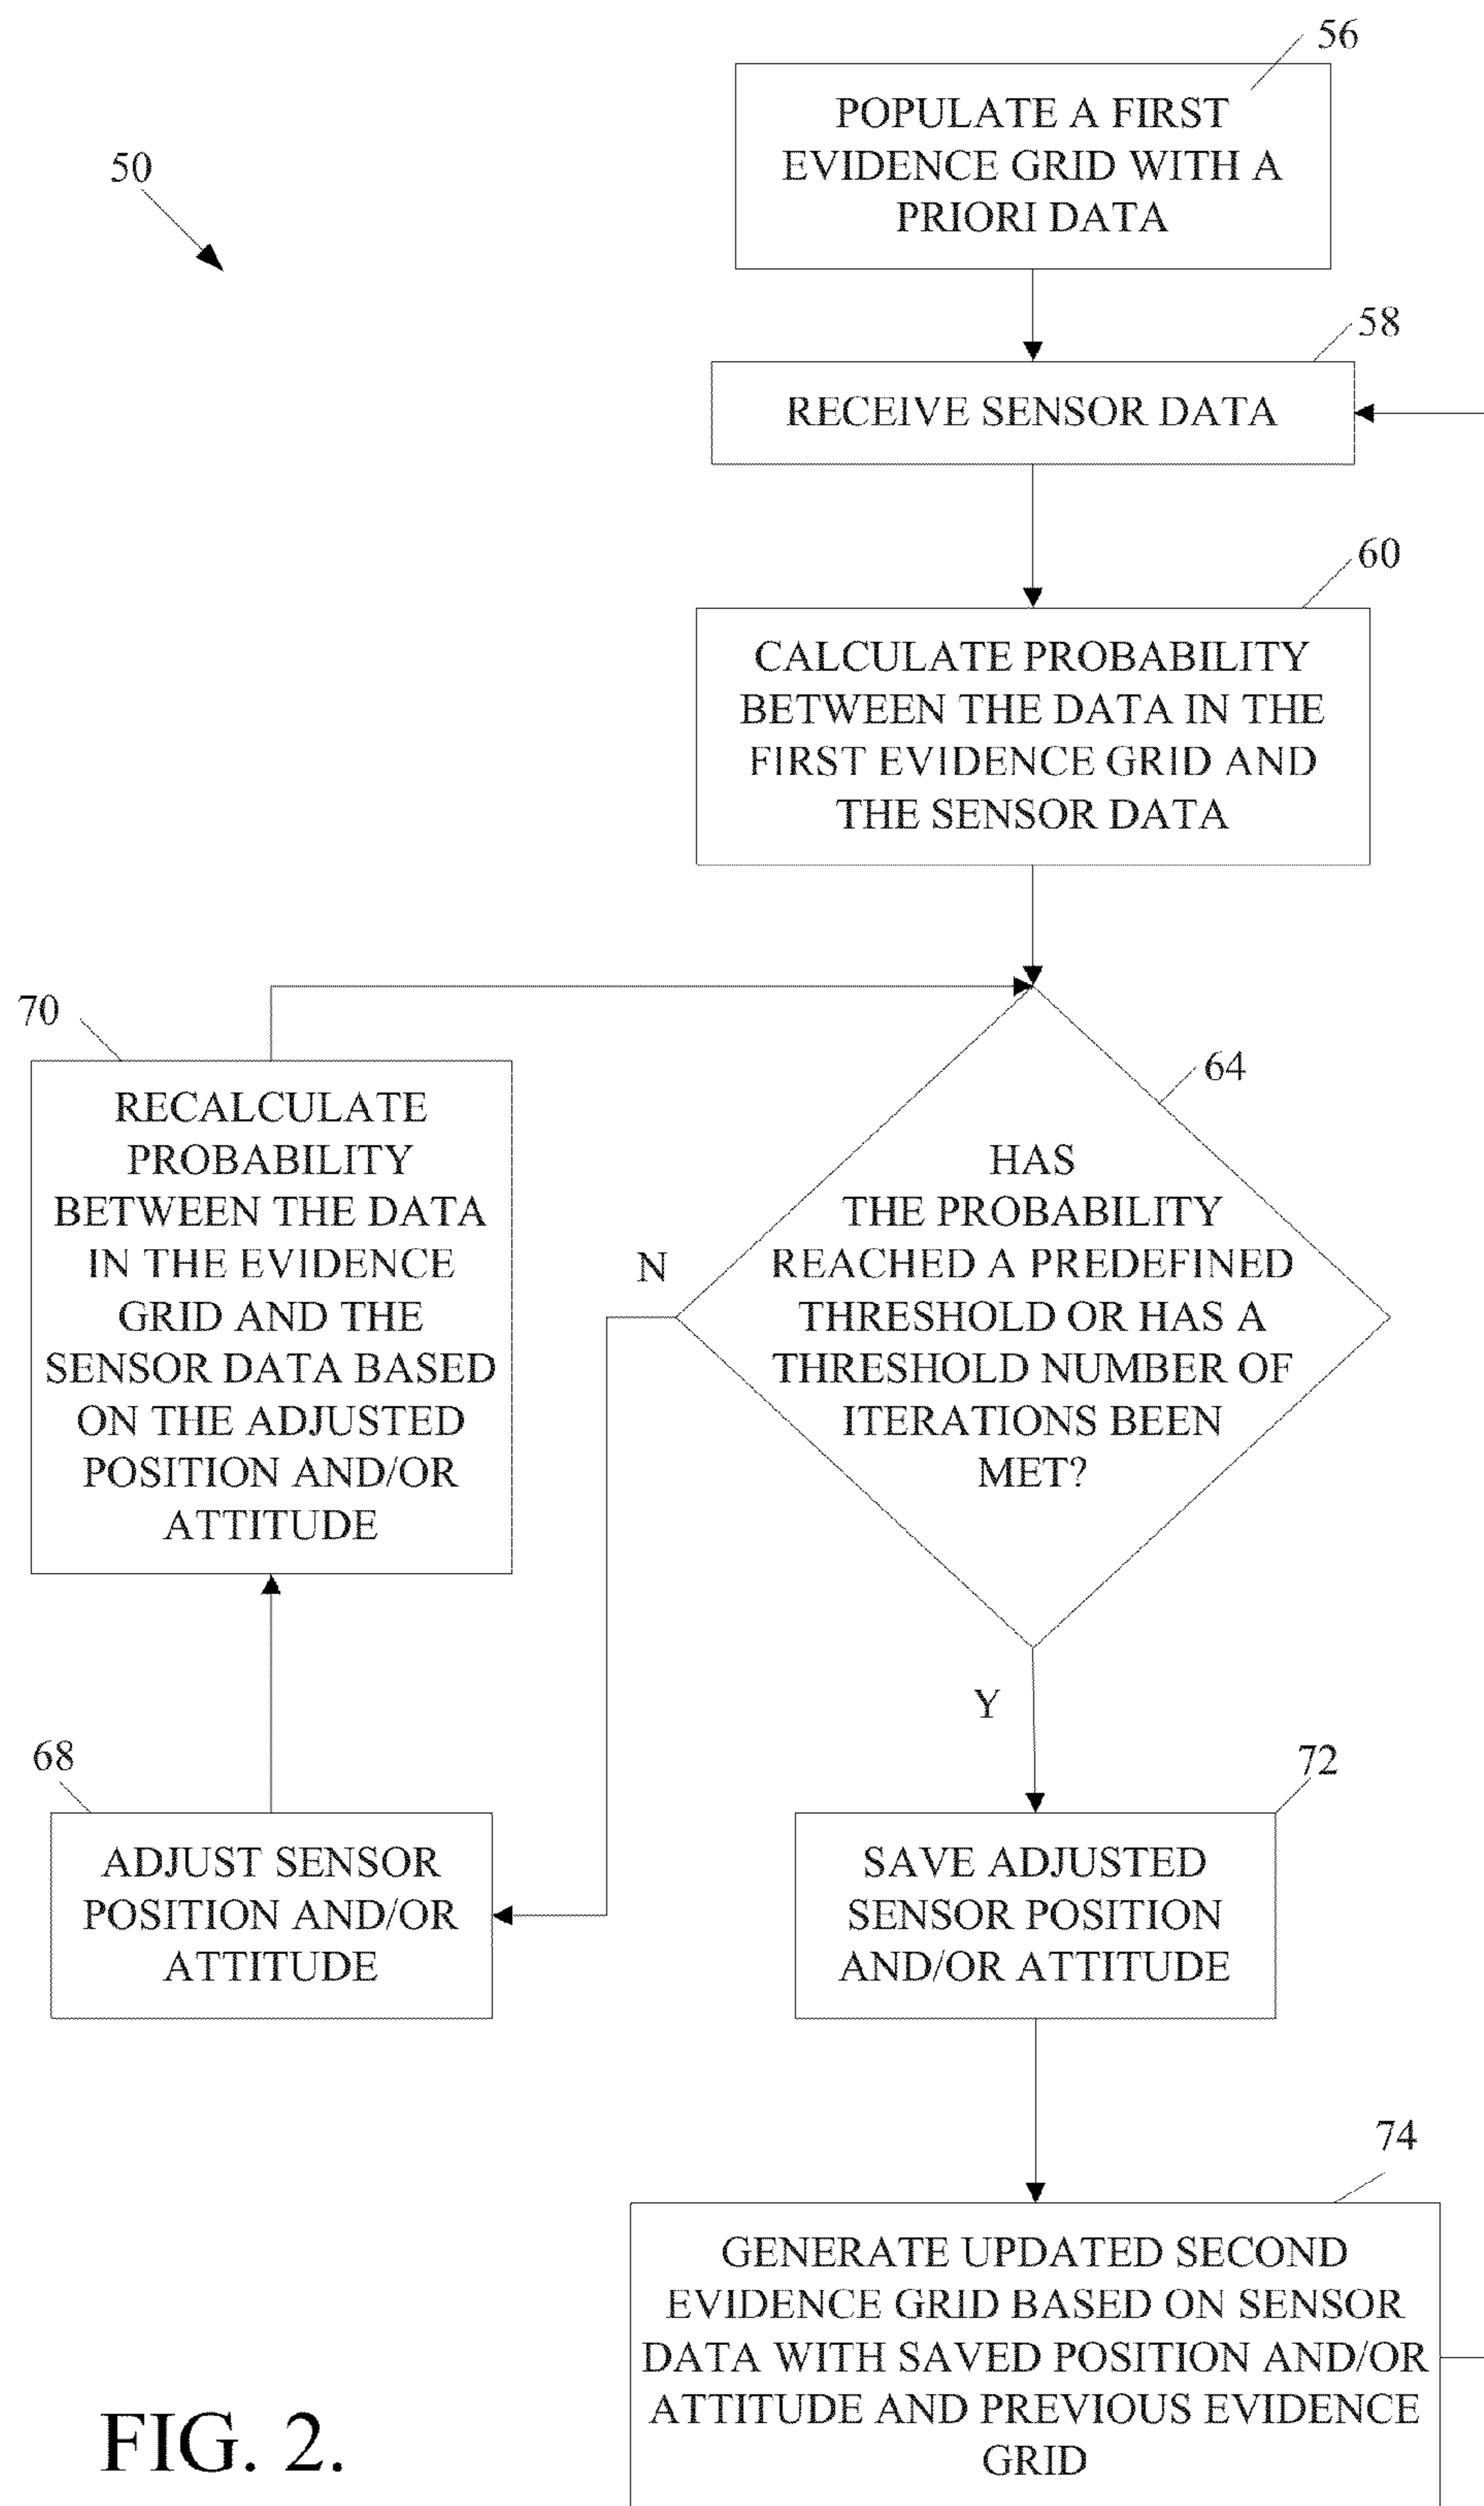 56
POPULATE A FIRST
EVIDENCE GRID WITH A
PRIORI DATA
50
58
RECEIVE SENSOR DATA
60
CALCULATE PROBABILITY
BETWEEN THE DATA IN THE
FIRST EVIDENCE GRID AND
THE SENSOR DATA
70
RECALCULATE
PROBABILITY
BETWEEN THE DATA
IN THE EVIDENCE
GRID AND THE
SENSOR DATA BASED
ON THE ADJUSTED
POSITION AND/OR
ATTITUDE
64
HAS
THE PROBABILITY
REACHED A PREDEFINED
THRESHOLD OR HAS A
THRESHOLD NUMBER OF
ITERATIONS BEEN
MET?
N
Y
68
ADJUST SENSOR
POSITION AND/OR
ATTITUDE
72
SAVE ADJUSTED
SENSOR POSITION
AND/OR ATTITUDE
74
GENERATE UPDATED SECOND
EVIDENCE GRID BASED ON SENSOR
DATA WITH SAVED POSITION AND/OR
ATTITUDE AND PREVIOUS EVIDENCE
GRID
FIG. 2.